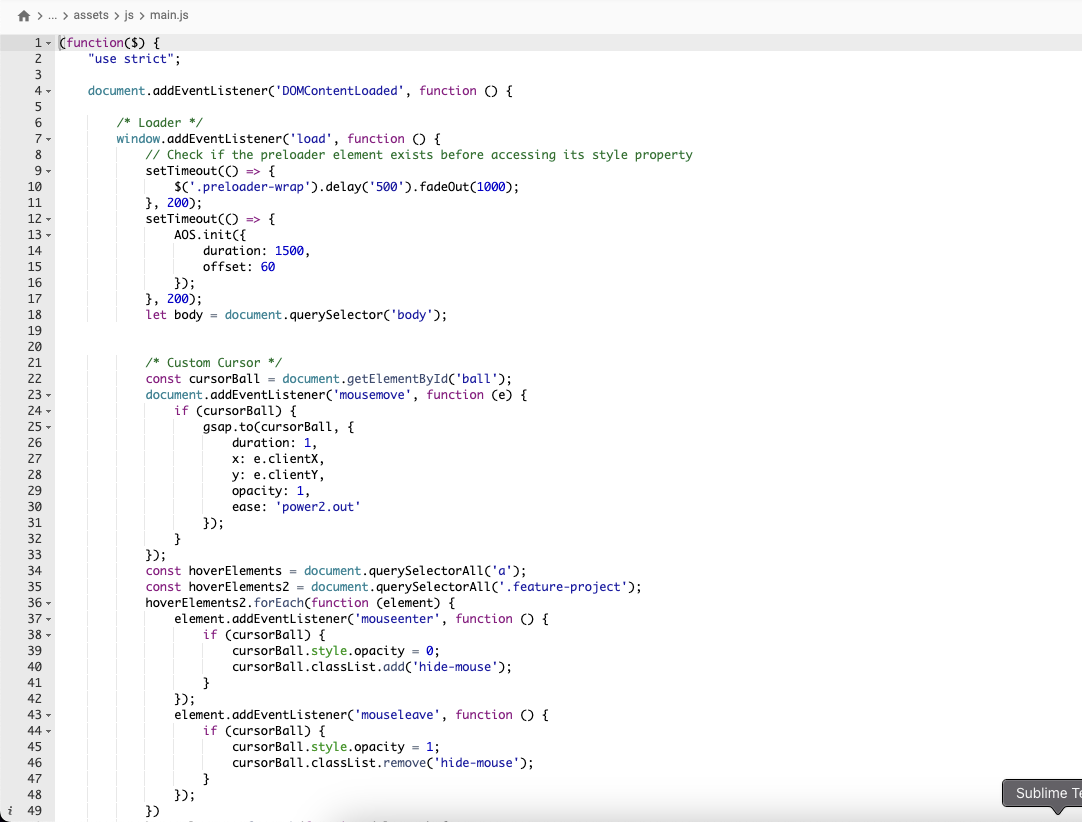 ... assets js main.js
1 (function($) {
2 "use strict";
3
4 document.addEventListener('DOMContentLoaded', function () {
5
6 /* Loader */
7 window.addEventListener('load', function () {
8 // Check if the preloader element exists before accessing its style property
9 setTimeout(() => {
10 $('.preloader-wrap').delay('500').fadeOut(1000);
11 }, 200);
12 setTimeout(() => {
13 AOS.init({
14 duration: 1500,
15 offset: 60
16 });
17 }, 200);
18 let body = document.querySelector('body');
19
20
21 /* Custom Cursor */
22 const cursorBall = document.getElementById('ball');
23 document.addEventListener('mousemove', function (e) {
24 if (cursorBall) {
25 gsap.to(cursorBall, {
26 duration: 1,
27 x: e.clientX,
28 y: e.clientY,
29 opacity: 1,
30 ease: 'power2.out'
31 });
32 }
33 });
34 const hoverElements = document.querySelectorAll('a');
35 const hoverElements2 = document.querySelectorAll('.feature-project');
36 hoverElements2.forEach(function (element) {
37 element.addEventListener('mouseenter', function () {
38 if (cursorBall) {
39 cursorBall.style.opacity = 0;
40 cursorBall.classList.add('hide-mouse');
41 }
42 });
43 element.addEventListener('mouseleave', function () {
44 if (cursorBall) {
45 cursorBall.style.opacity = 1;
46 cursorBall.classList.remove('hide-mouse');
47 }
48 });
Sublime Te
i 49 })